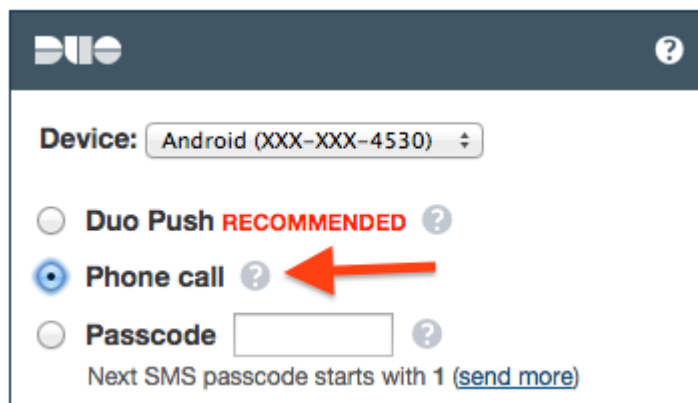 DUO ?
Device: Android (XXX-XXX-4530)
Duo Push RECOMMENDED ?
Phone call ?
Passcode ?
Next SMS passcode starts with 1 (send more)